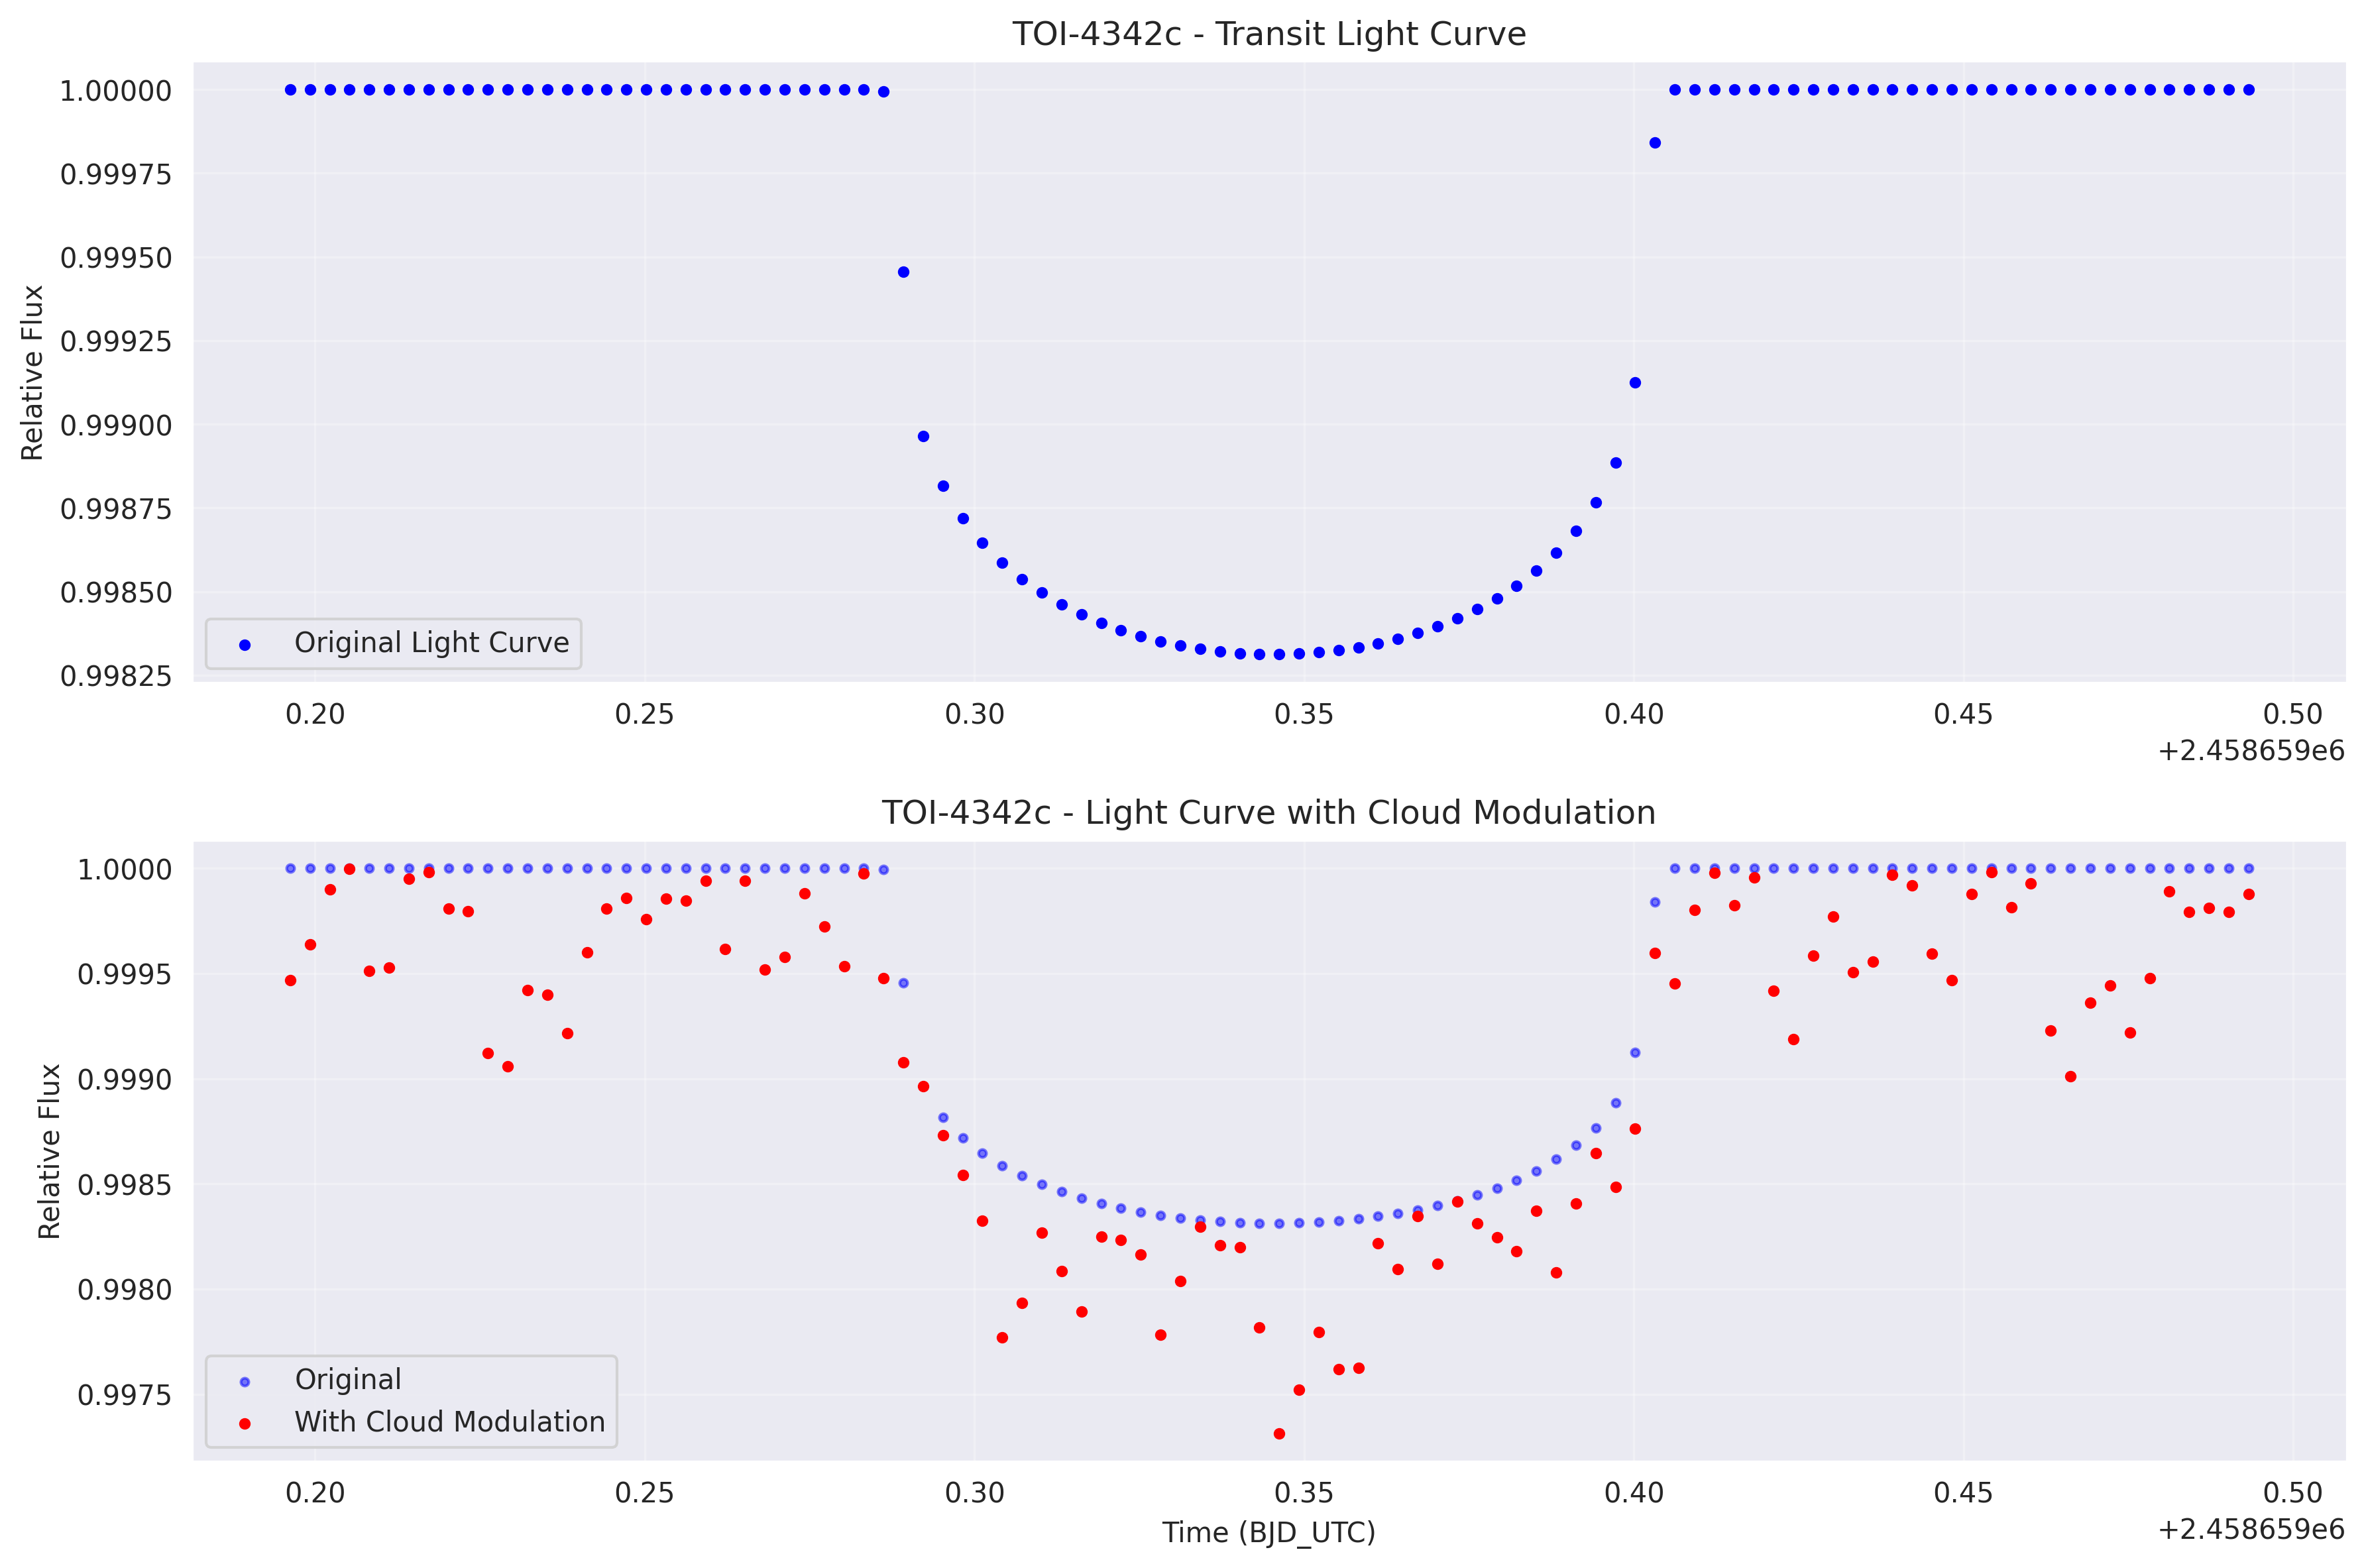 TOI-4342c - Transit Light Curve
1.00000
0.99975
0.99950
0.99925
0.99900
0.99875
0.99850
0.99825
Relative Flux
Original Light Curve
0.20 0.25 0.30 0.35 0.40 0.45 0.50
+2.458659e6
TOI-4342c - Light Curve with Cloud Modulation
1.0000
0.9995
0.9990
0.9985
0.9980
0.9975
Relative Flux
Original
With Cloud Modulation
0.20 0.25 0.30 0.35 0.40 0.45 0.50
Time (BJD_UTC)
+2.458659e6